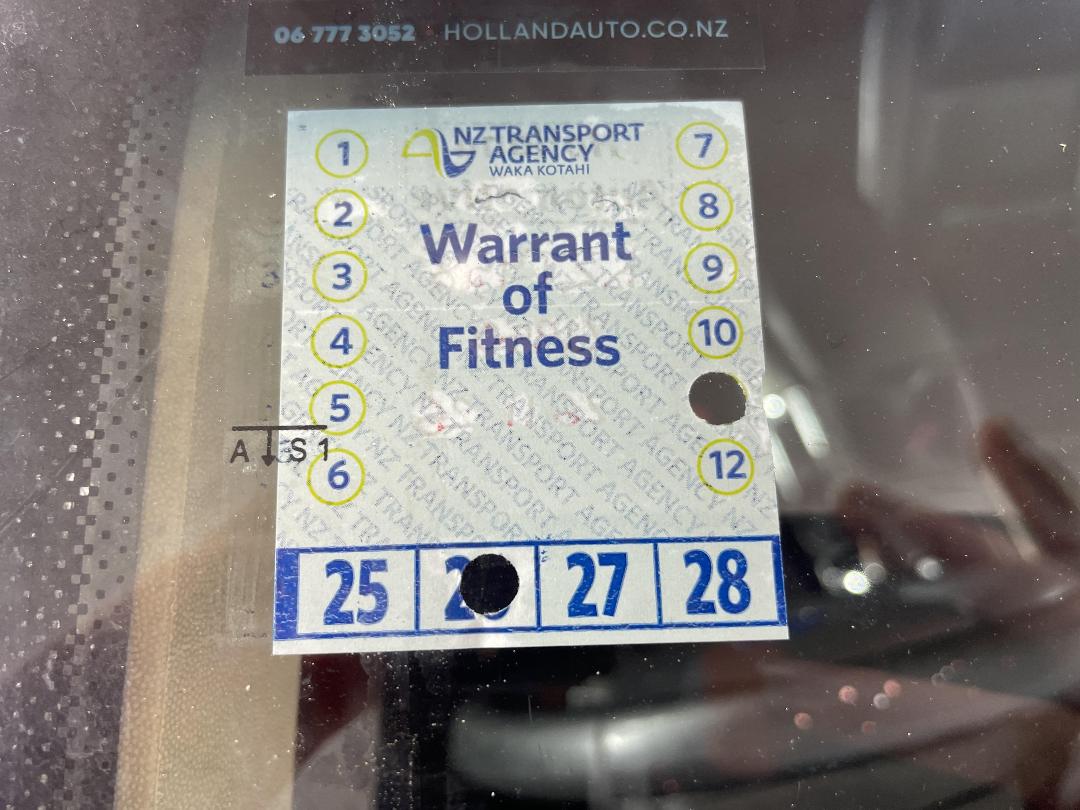 06 777 3052 HOLLANDAUTO.CO.NZ
NZ TRANSPORT
AGENCY
WAKA KOTAHI
Warrant
of
Fitness
1
2
3
4
5
6
7
8
9
10
12
A S1
25 27 28